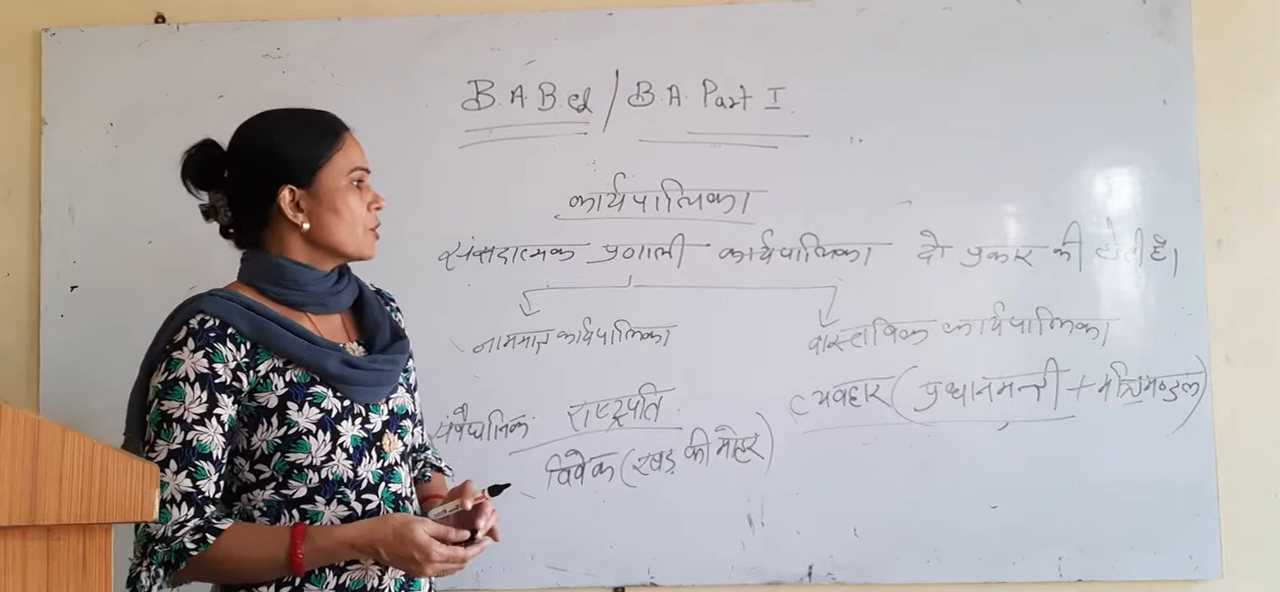 B.A.B.ed / B.A. Part I
कार्यपालिका
संसदात्मक प्रणाली कार्यपालिका दो प्रकार की होती है।
नाममात्र कार्यपालिका वास्तविक कार्यपालिका
संवैधानिक राष्ट्रपति व्यवहार (प्रधानमन्त्री + मंत्रिमण्डल)
विवेक (रबड़ की मोहर)